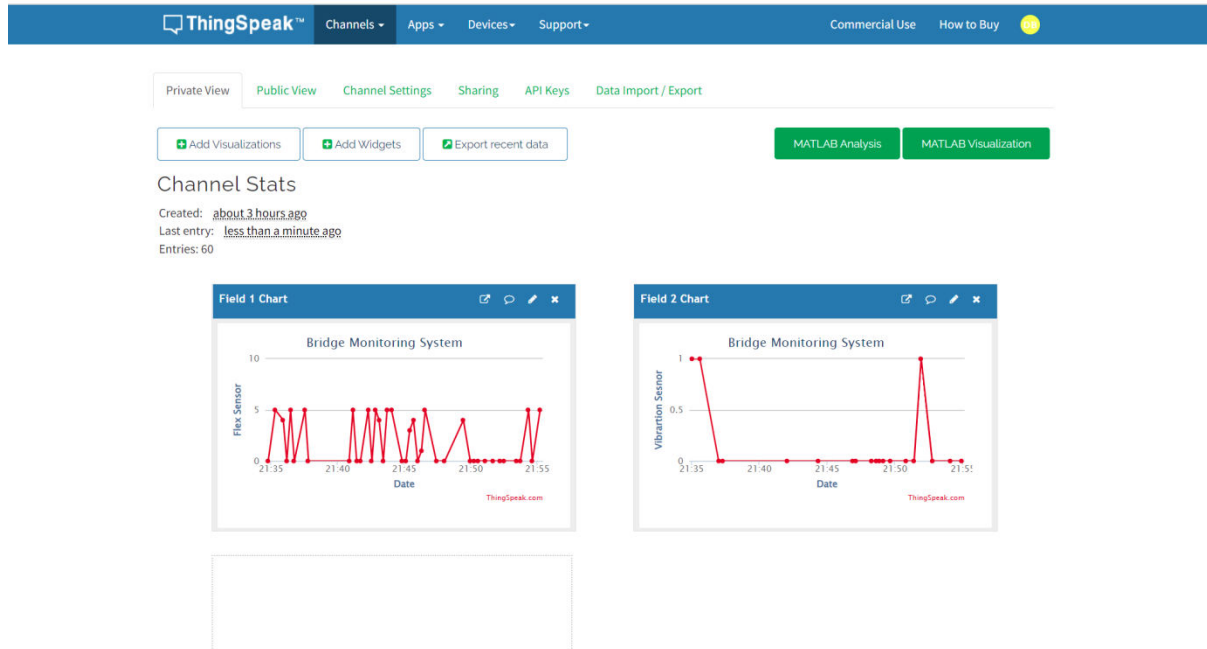 ThingSpeak™ Channels Apps Devices Support Commercial Use How to Buy
Private View Public View Channel Settings Sharing API Keys Data Import / Export
Add Visualizations Add Widgets Export recent data MATLAB Analysis MATLAB Visualization
Channel Stats
Created: about 3 hours ago
Last entry: less than a minute ago
Entries: 60
Field 1 Chart
Bridge Monitoring System
Flex Sensor
10
5
0
21:35 21:40 21:45 21:50 21:55
Date
ThingSpeak.com
Field 2 Chart
Bridge Monitoring System
Vibrartion Sesnor
1
0.5
0
21:35 21:40 21:45 21:50 21:5
Date
ThingSpeak.com